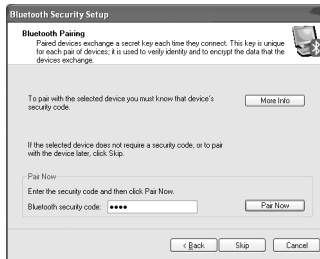 Bluetooth Security Setup
Bluetooth Pairing
Paired devices exchange a secret key each time they connect. This key is unique
for each pair of devices; it is used to verify identity and to encrypt the data that the
devices exchange.
To pair with the selected device you must know that device's
security code.
More Info
If the selected device does not require a security code, or to pair
with the device later, click Skip.
Pair Now
Enter the security code and then click Pair Now.
Bluetooth security code: ●●●●
Pair Now
< Back Skip Cancel